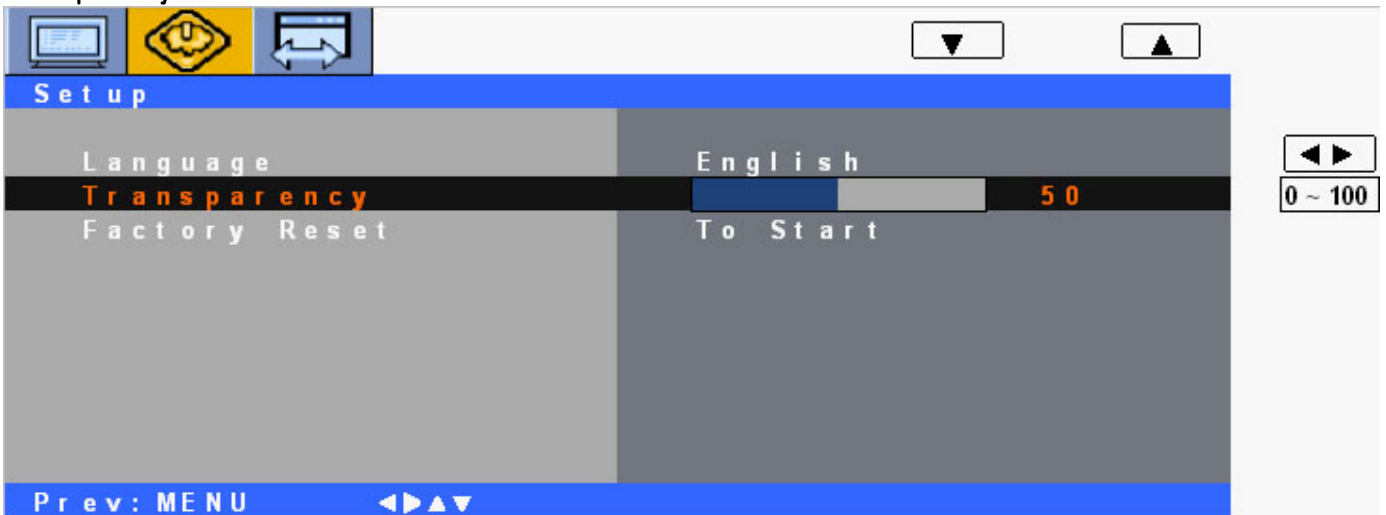 Setup
Language English
Transparency 50
0 ~ 100
Factory Reset To Start
Prev: MENU ◀▶▲▼